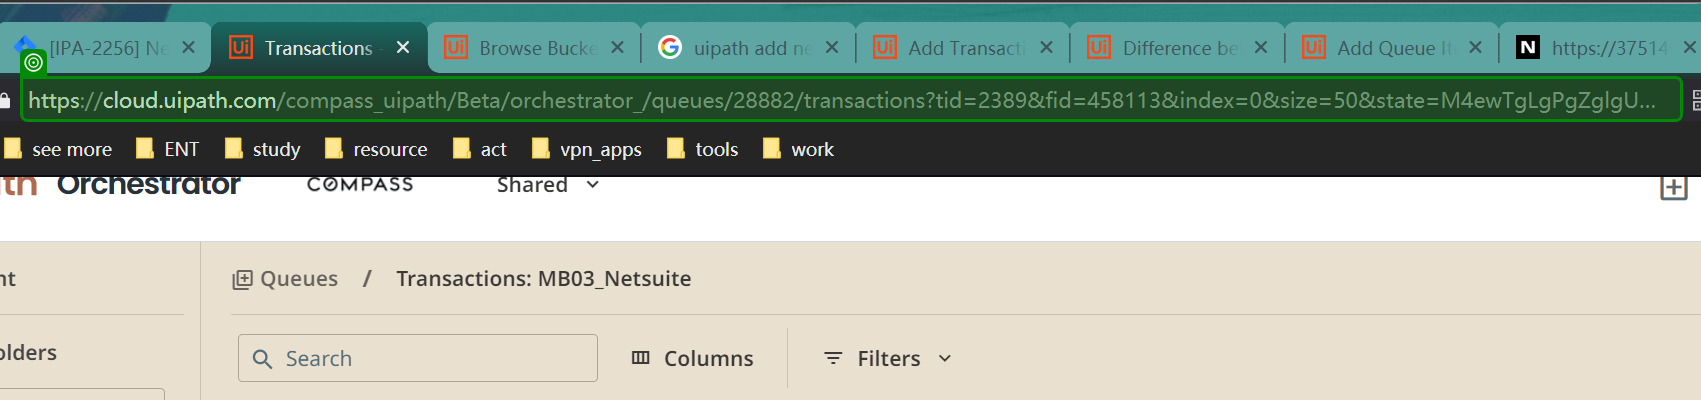 [IPA-2256] Ne
Transactions -
Browse Bucke
uipath add ne
Add Transacti
Difference be
Add Queue It
https://37514
https://cloud.uipath.com/compass_uipath/Beta/orchestrator_/queues/28882/transactions?tid=2389&fid=458113&index=0&size=50&state=M4ewTgLgPgZglgU...
see more ENT study resource act vpn_apps tools work
th Orchestrator COMPASS Shared
nt
Queues / Transactions: MB03_Netsuite
olders
Search Columns Filters